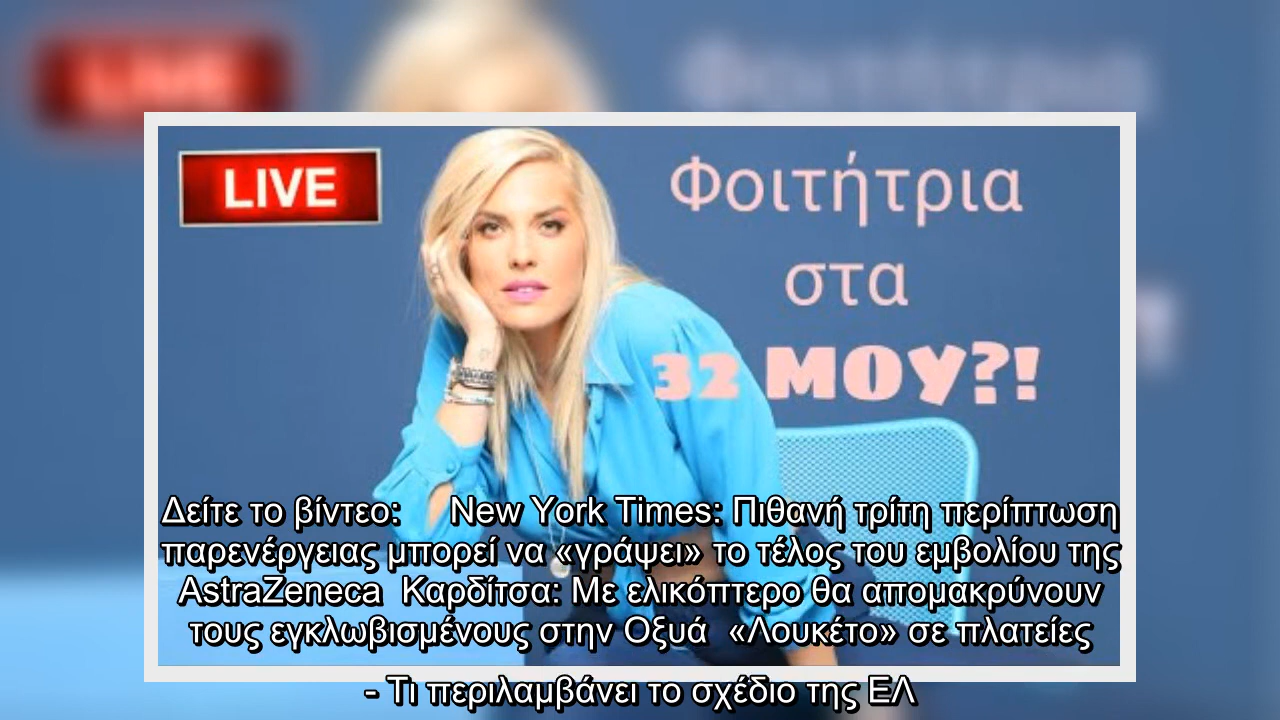 LIVE
Φοιτήτρια
στα
32 ΜΟΥ?!
Δείτε το βίντεο: New York Times: Πιθανή τρίτη περίπτωση
παρενέργειας μπορεί να «γράψει» το τέλος του εμβολίου της
AstraZeneca Καρδίτσα: Με ελικόπτερο θα απομακρύνουν
τους εγκλωβισμένους στην Οξυά «Λουκέτο» σε πλατείες
- Τι περιλαμβάνει το σχέδιο της ΕΛ